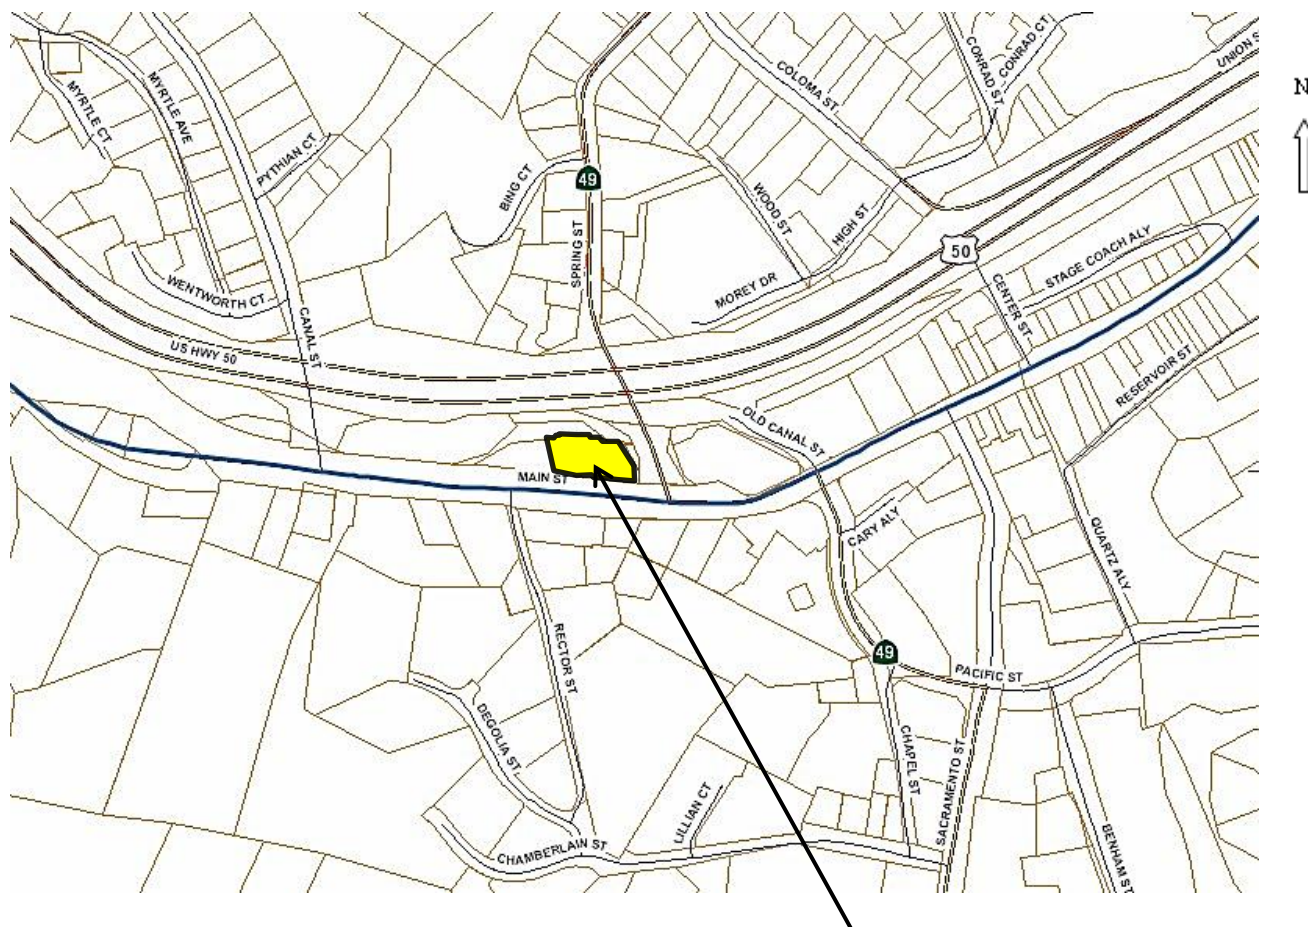 N
MYRTLE CT
MYRTLE AVE
PYTHIAN CT
WENTWORTH CT
CANAL ST
US HWY 50
BING CT
49
SPRING ST
COLOMA ST
CONRAD ST
CONRAD CT
UNION S
WOOD ST
HIGH ST
MOREY DR
50
STAGE COACH ALY
CENTER ST
RESERVOIR ST
OLD CANAL ST
MAIN ST
CARY ALY
QUARTZ ALY
RECTOR ST
49
PACIFIC ST
DEGOLIA ST
CHAPEL ST
SACRAMENTO ST
LILLIAN CT
CHAMBERLAIN ST
BENHAM ST